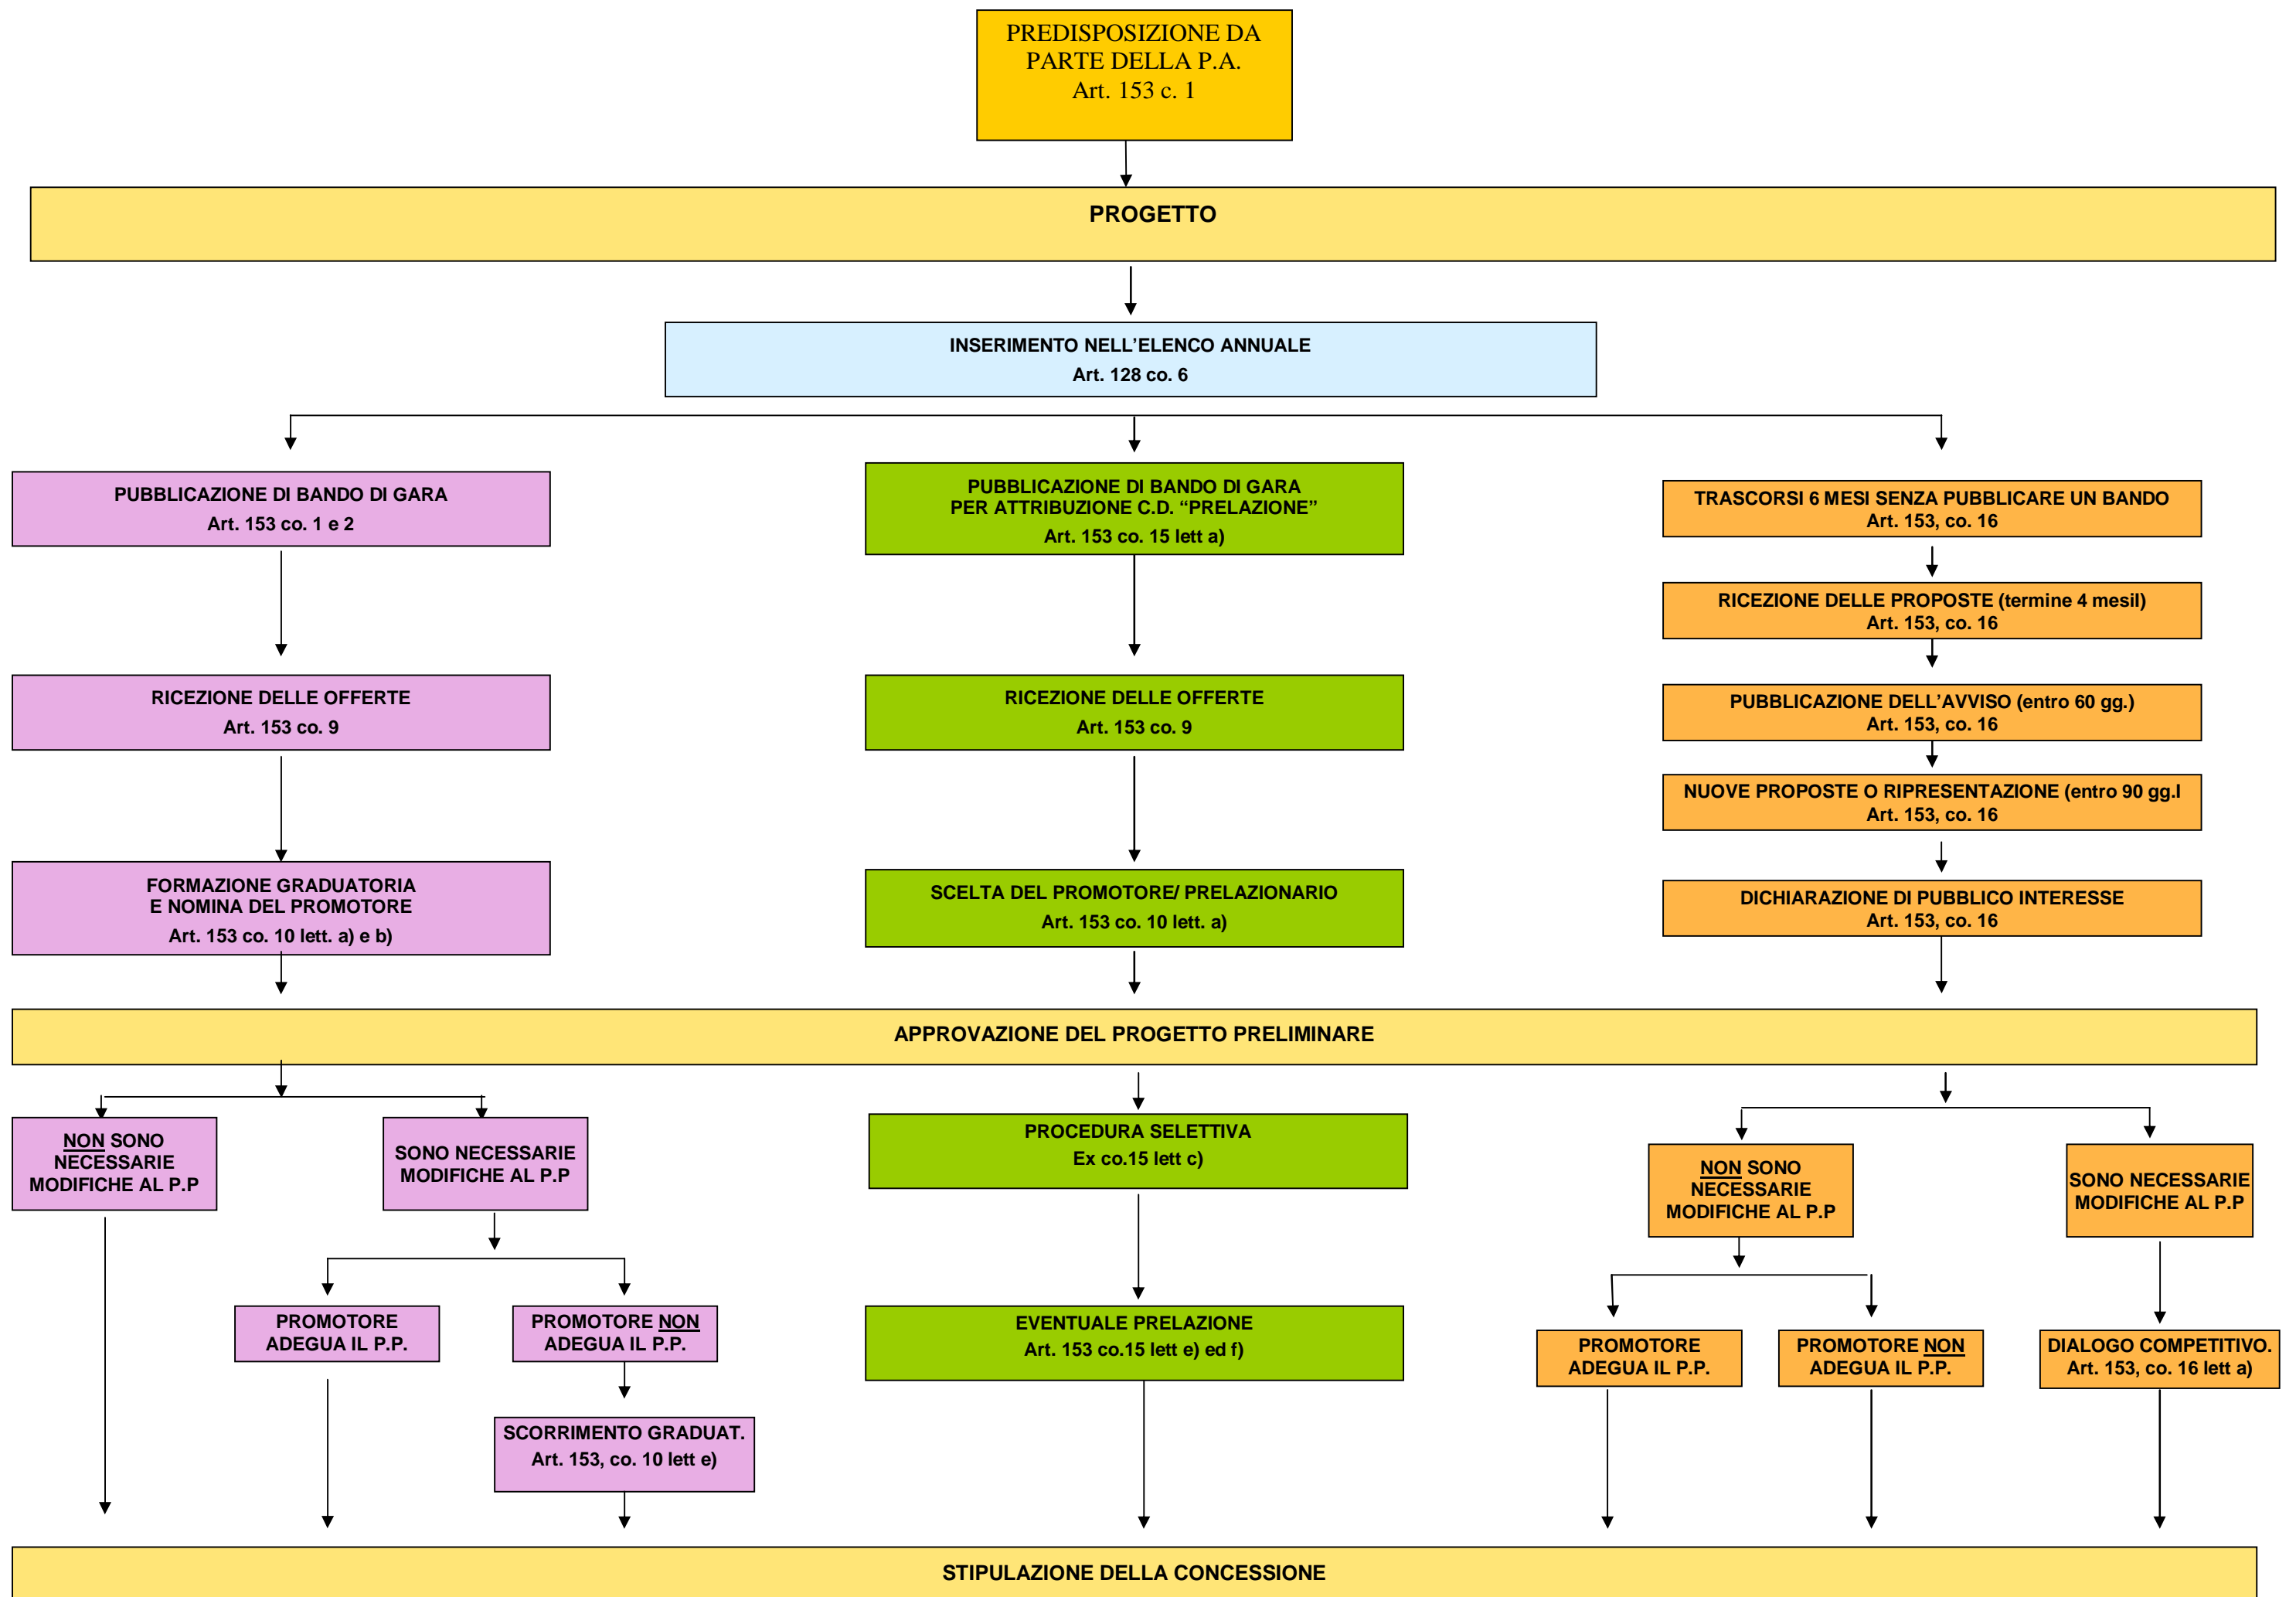 PREDISPOSIZIONE DA
PARTE DELLA P.A.
Art. 153 c. 1
PROGETTO
INSERIMENTO NELL’ELENCO ANNUALE
Art. 128 co. 6
PUBBLICAZIONE DI BANDO DI GARA
Art. 153 co. 1 e 2
PUBBLICAZIONE DI BANDO DI GARA
PER ATTRIBUZIONE C.D. “PRELAZIONE”
Art. 153 co. 15 lett a)
TRASCORSI 6 MESI SENZA PUBBLICARE UN BANDO
Art. 153, co. 16
RICEZIONE DELLE PROPOSTE (termine 4 mesil)
Art. 153, co. 16
RICEZIONE DELLE OFFERTE
Art. 153 co. 9
RICEZIONE DELLE OFFERTE
Art. 153 co. 9
PUBBLICAZIONE DELL’AVVISO (entro 60 gg.)
Art. 153, co. 16
NUOVE PROPOSTE O RIPRESENTAZIONE (entro 90 gg.l
Art. 153, co. 16
FORMAZIONE GRADUATORIA
E NOMINA DEL PROMOTORE
Art. 153 co. 10 lett. a) e b)
SCELTA DEL PROMOTORE/ PRELAZIONARIO
Art. 153 co. 10 lett. a)
DICHIARAZIONE DI PUBBLICO INTERESSE
Art. 153, co. 16
APPROVAZIONE DEL PROGETTO PRELIMINARE
NON SONO
NECESSARIE
MODIFICHE AL P.P
SONO NECESSARIE
MODIFICHE AL P.P
PROCEDURA SELETTIVA
Ex co.15 lett c)
NON SONO
NECESSARIE
MODIFICHE AL P.P
SONO NECESSARIE
MODIFICHE AL P.P
PROMOTORE
ADEGUA IL P.P.
PROMOTORE NON
ADEGUA IL P.P.
EVENTUALE PRELAZIONE
Art. 153 co.15 lett e) ed f)
PROMOTORE
ADEGUA IL P.P.
PROMOTORE NON
ADEGUA IL P.P.
DIALOGO COMPETITIVO.
Art. 153, co. 16 lett a)
SCORRIMENTO GRADUAT.
Art. 153, co. 10 lett e)
STIPULAZIONE DELLA CONCESSIONE